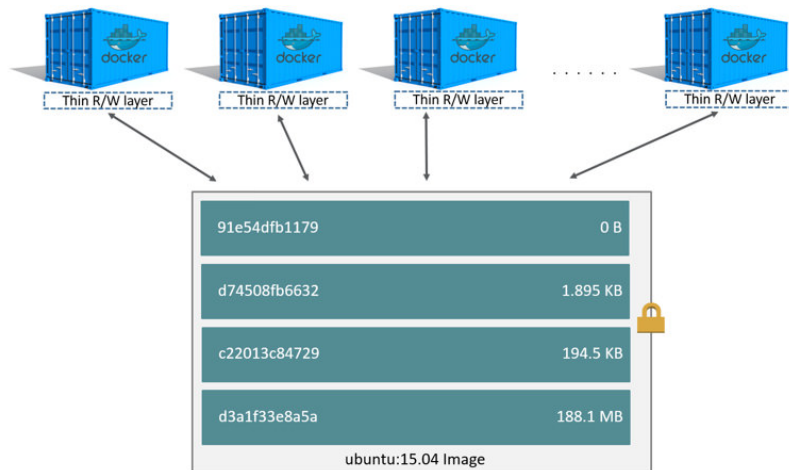 docker docker docker docker
. . . . . .
Thin R/W layer Thin R/W layer Thin R/W layer Thin R/W layer
91e54dfb1179 0 B
d74508fb6632 1.895 KB
c22013c84729 194.5 KB
d3a1f33e8a5a 188.1 MB
ubuntu:15.04 Image